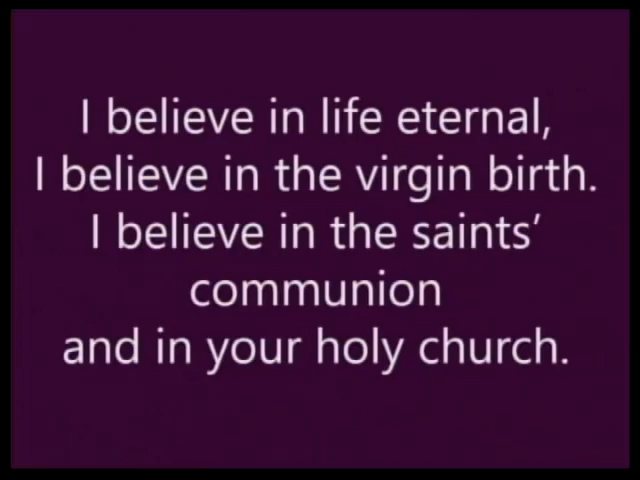 I believe in life eternal,
I believe in the virgin birth.
I believe in the saints’
communion
and in your holy church.